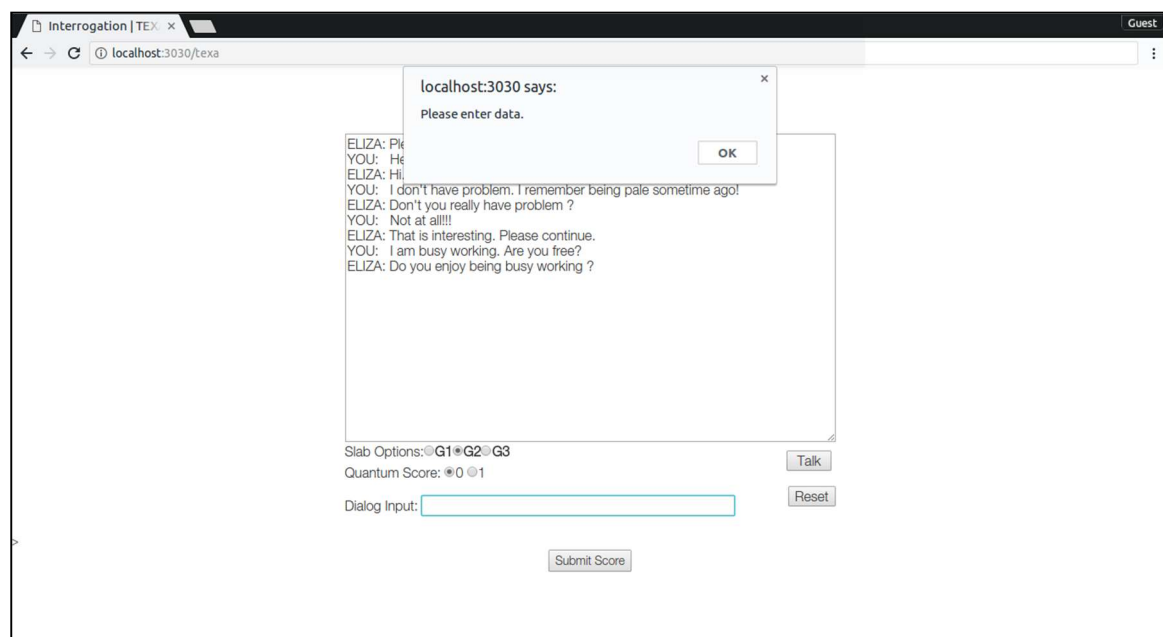 Interrogation | TEX
Guest
localhost:3030/texa
localhost:3030 says:
Please enter data.
OK
ELIZA:
YOU:
ELIZA: Hi.
YOU: I don't have problem. I remember being pale sometime ago!
ELIZA: Don't you really have problem ?
YOU: Not at all!!!
ELIZA: That is interesting. Please continue.
YOU: I am busy working. Are you free?
ELIZA: Do you enjoy being busy working ?
Slab Options: G1 G2 G3
Talk
Quantum Score: 0 1
Reset
Dialog Input:
>
Submit Score